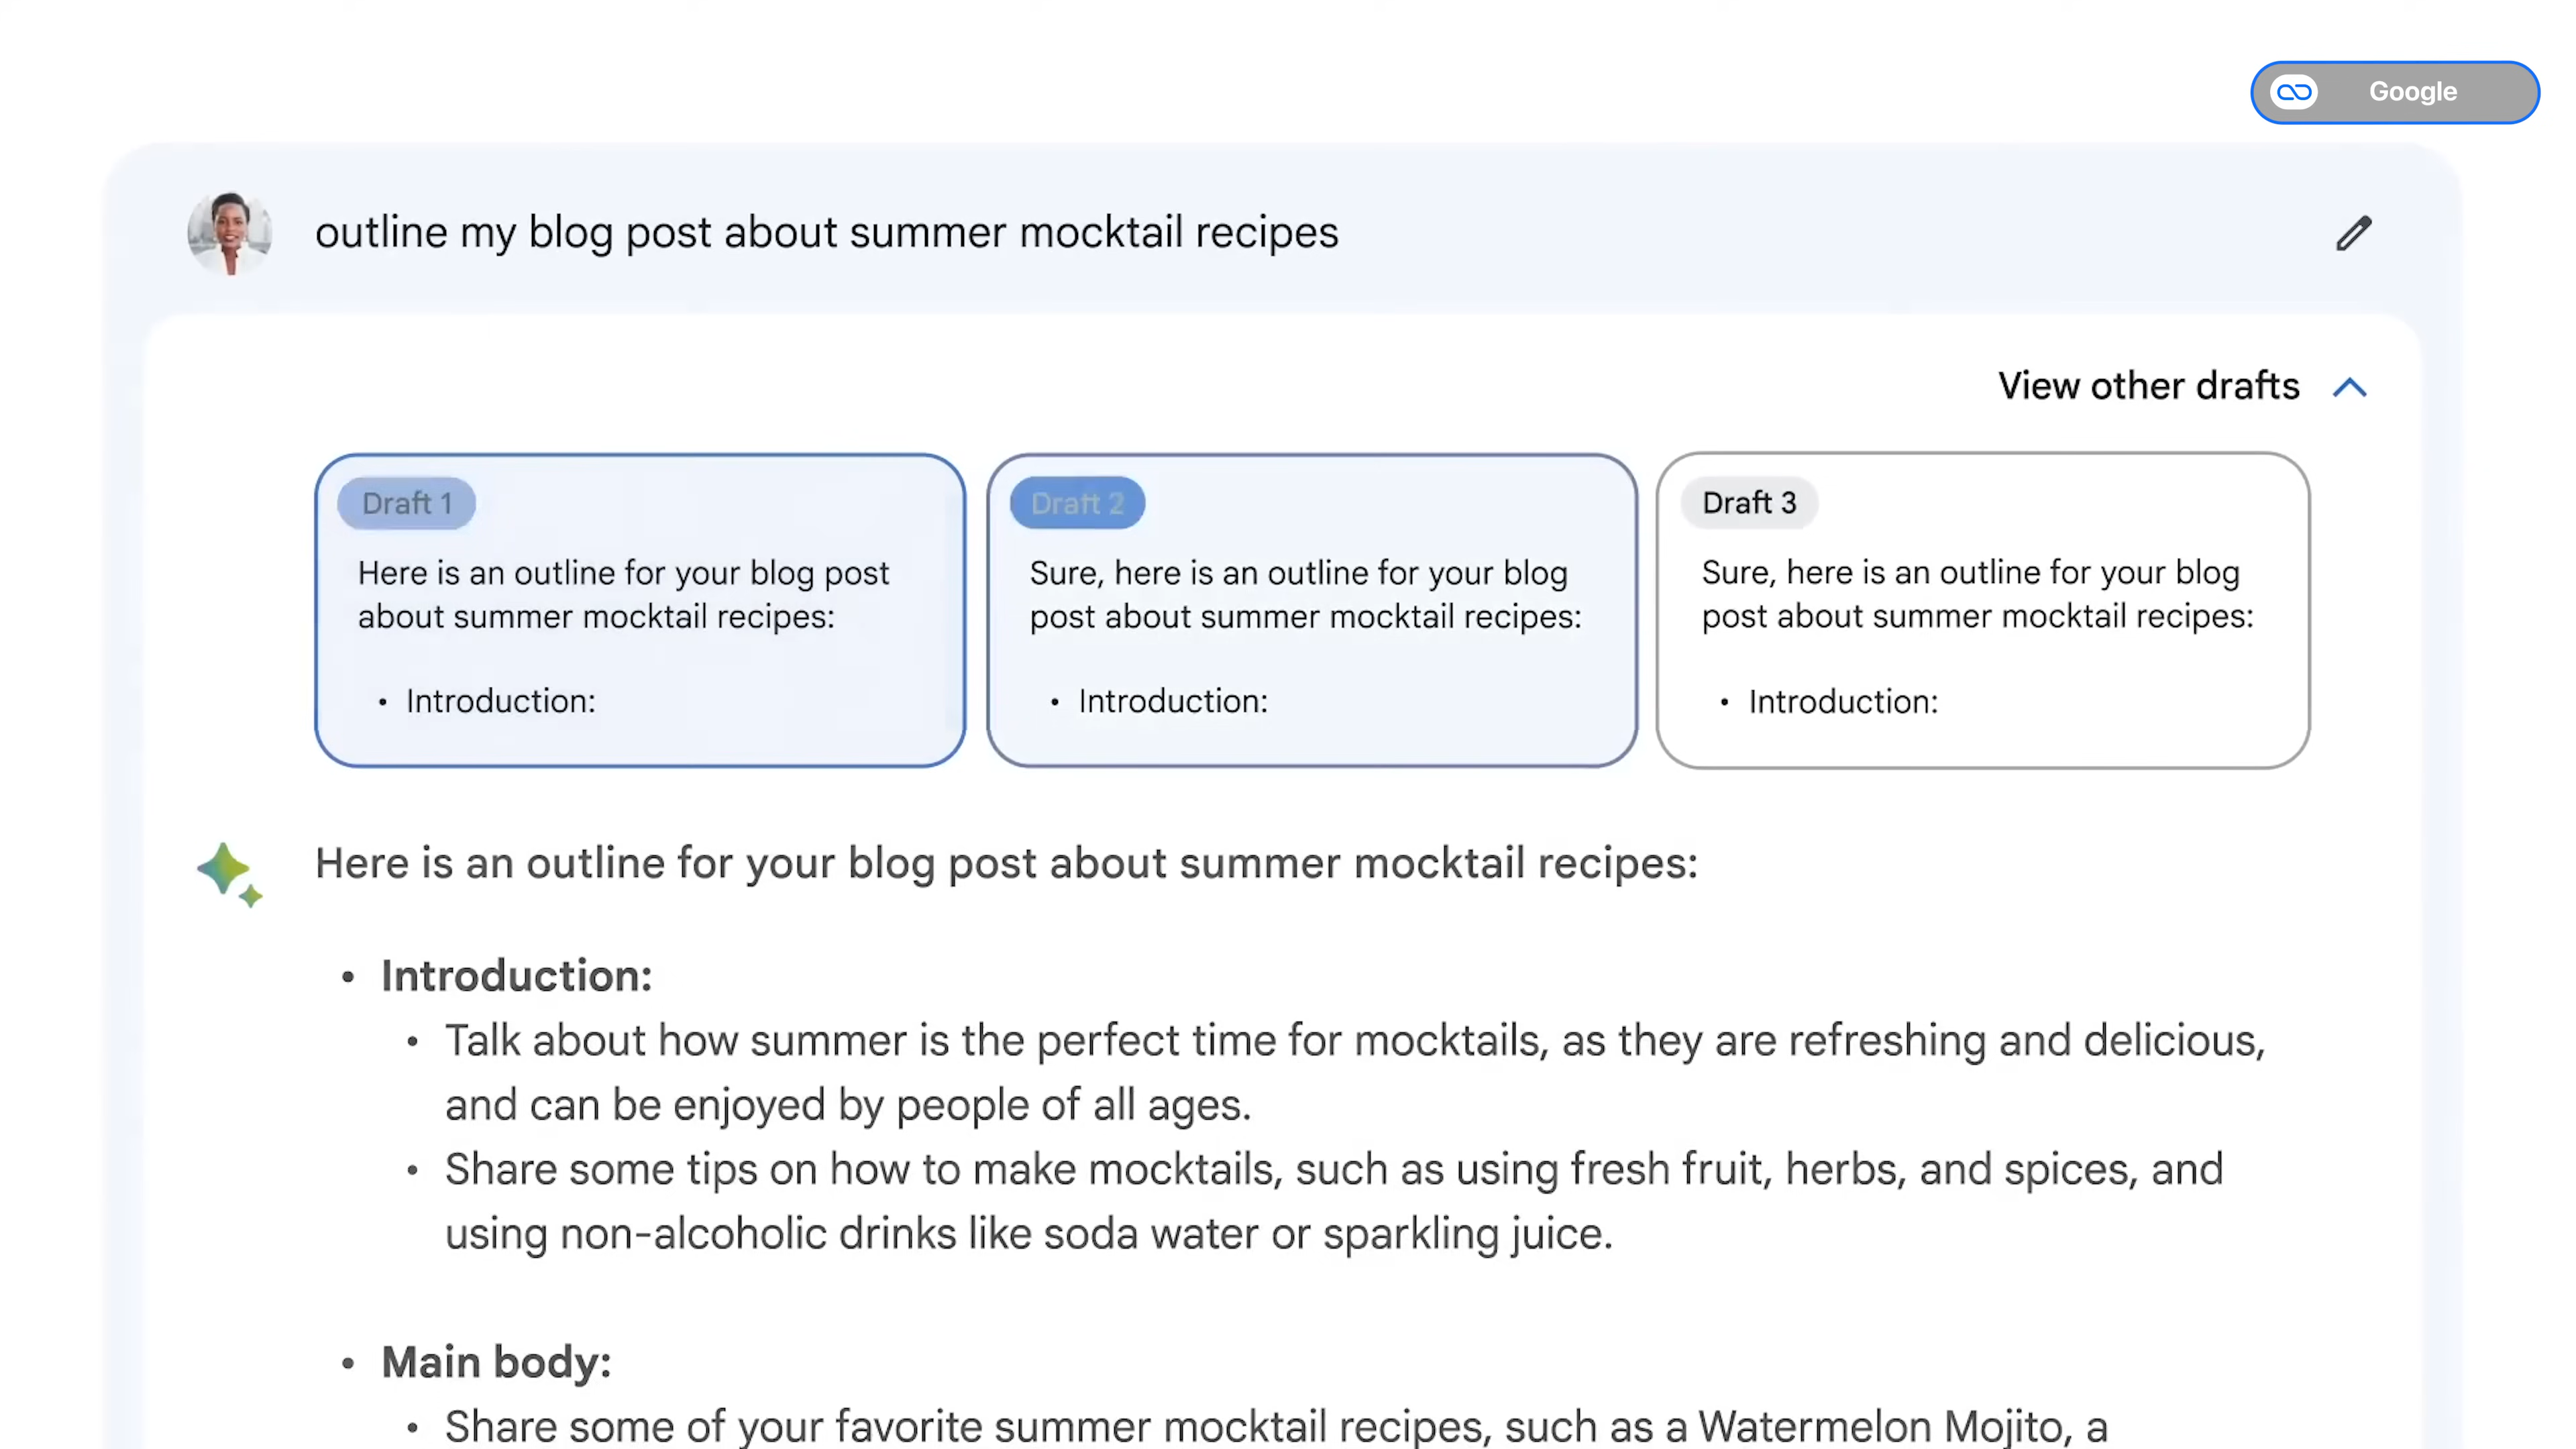 Google
outline my blog post about summer mocktail recipes
View other drafts
Draft 1
Here is an outline for your blog post
about summer mocktail recipes:
• Introduction:
Draft 2
Sure, here is an outline for your blog
post about summer mocktail recipes:
• Introduction:
Draft 3
Sure, here is an outline for your blog
post about summer mocktail recipes:
• Introduction:
Here is an outline for your blog post about summer mocktail recipes:
• Introduction:
• Talk about how summer is the perfect time for mocktails, as they are refreshing and delicious,
and can be enjoyed by people of all ages.
• Share some tips on how to make mocktails, such as using fresh fruit, herbs, and spices, and
using non-alcoholic drinks like soda water or sparkling juice.
• Main body:
• Share some of your favorite summer mocktail recipes, such as a Watermelon Mojito, a